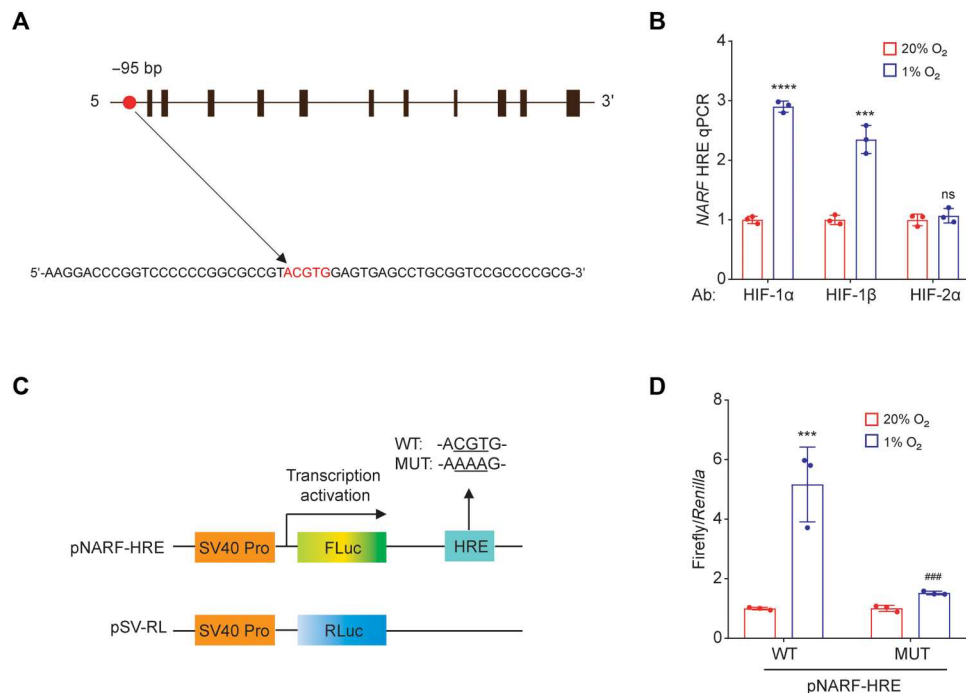 A
–95 bp
5
3'
5'-AAGGACCCGGTCCCCCCGGCGCCGTACGTGGAGTGAGCCTGCGGTCCGCCCCGCG-3'
B
NARF HRE qPCR
4
3
2
1
0
20% O₂
1% O₂
****
***
ns
Ab:
HIF-1α
HIF-1β
HIF-2α
C
WT: -ACGTG-
MUT: -AAAAG-
Transcription
activation
pNARF-HRE
SV40 Pro
FLuc
HRE
pSV-RL
SV40 Pro
RLuc
D
Firefly/Renilla
8
6
4
2
0
20% O₂
1% O₂
***
###
WT
MUT
pNARF-HRE